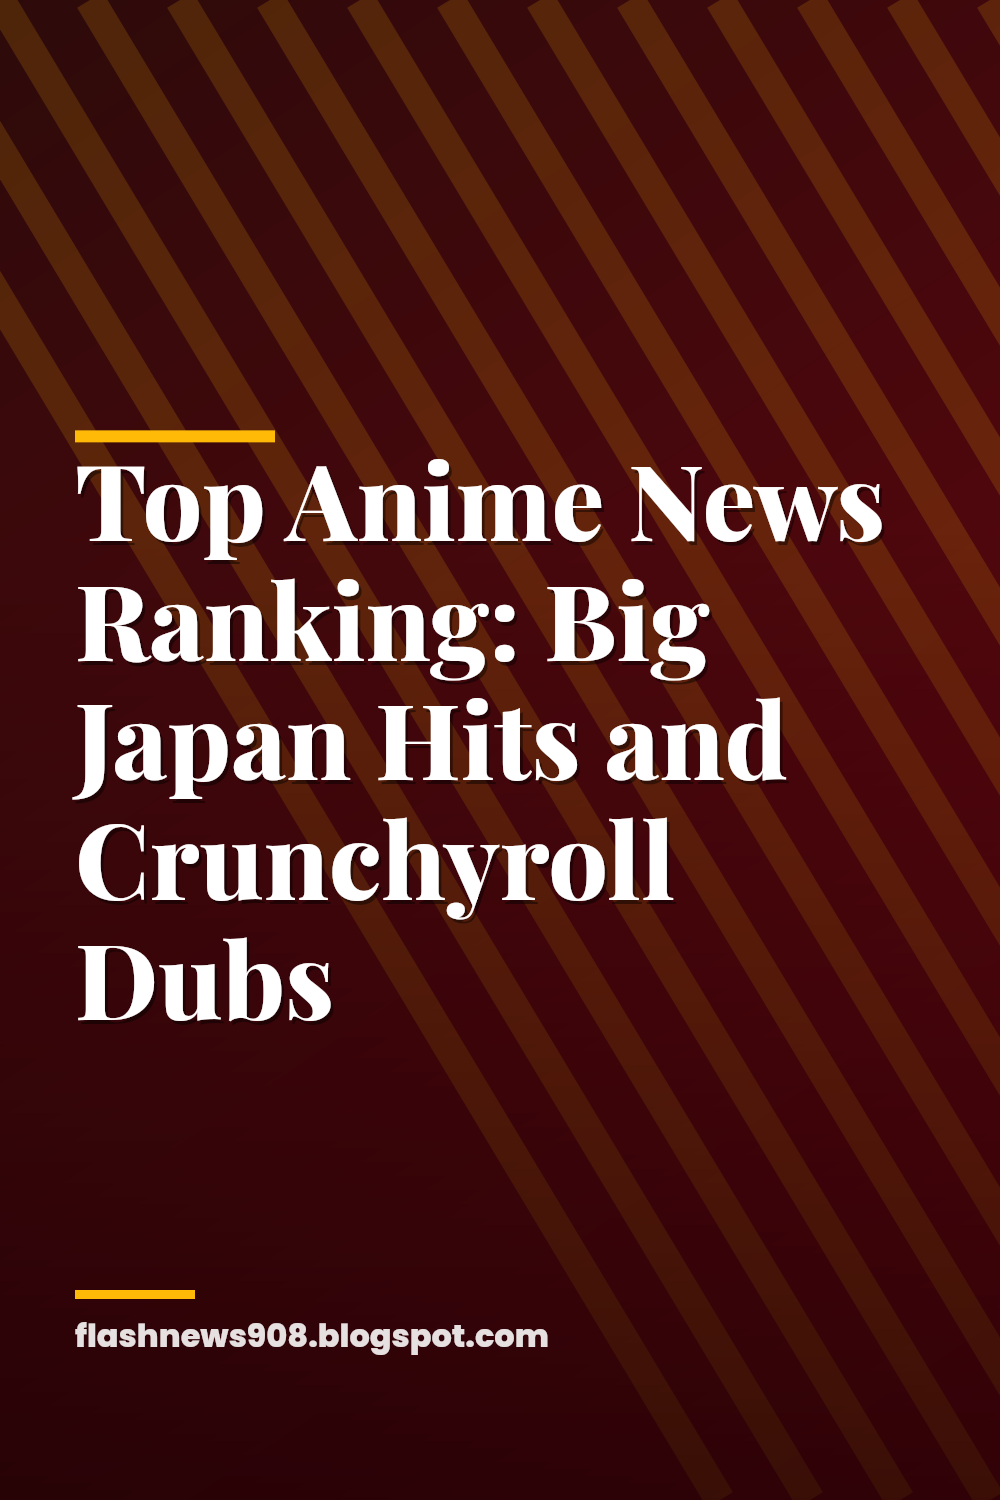 Top Anime News
Ranking: Big
Japan Hits and
Crunchyroll
Dubs
flashnews908.blogspot.com